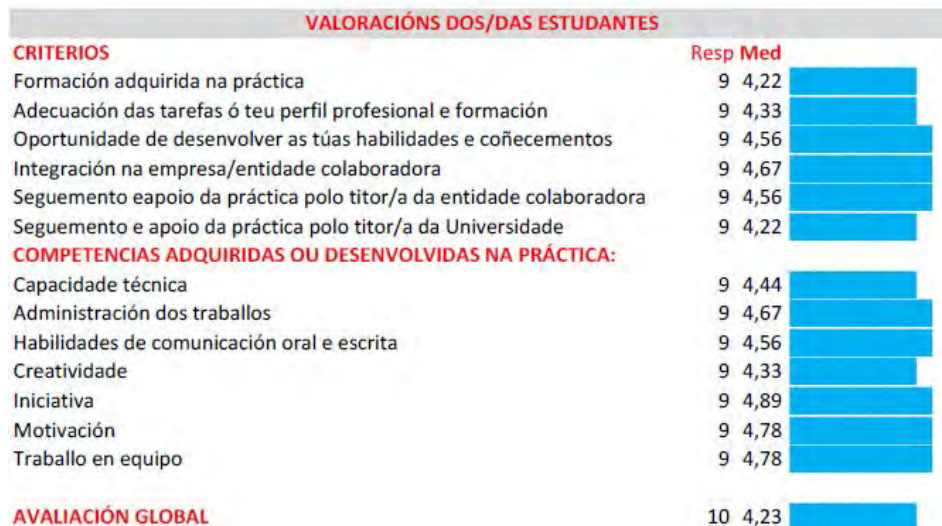 VALORACIÓNS DOS/DAS ESTUDANTES
CRITERIOS Resp Med
Formación adquirida na práctica 9 4,22
Adecuación das tarefas ó teu perfil profesional e formación 9 4,33
Oportunidade de desenvolver as túas habilidades e coñecementos 9 4,56
Integración na empresa/entidade colaboradora 9 4,67
Seguemento eapoio da práctica polo titor/a da entidade colaboradora 9 4,56
Seguemento e apoio da práctica polo titor/a da Universidade 9 4,22
COMPETENCIAS ADQUIRIDAS OU DESENVOLVIDAS NA PRÁCTICA:
Capacidade técnica 9 4,44
Administración dos traballos 9 4,67
Habilidades de comunicación oral e escrita 9 4,56
Creatividade 9 4,33
Iniciativa 9 4,89
Motivación 9 4,78
Traballo en equipo 9 4,78
AVALIACIÓN GLOBAL 10 4,23